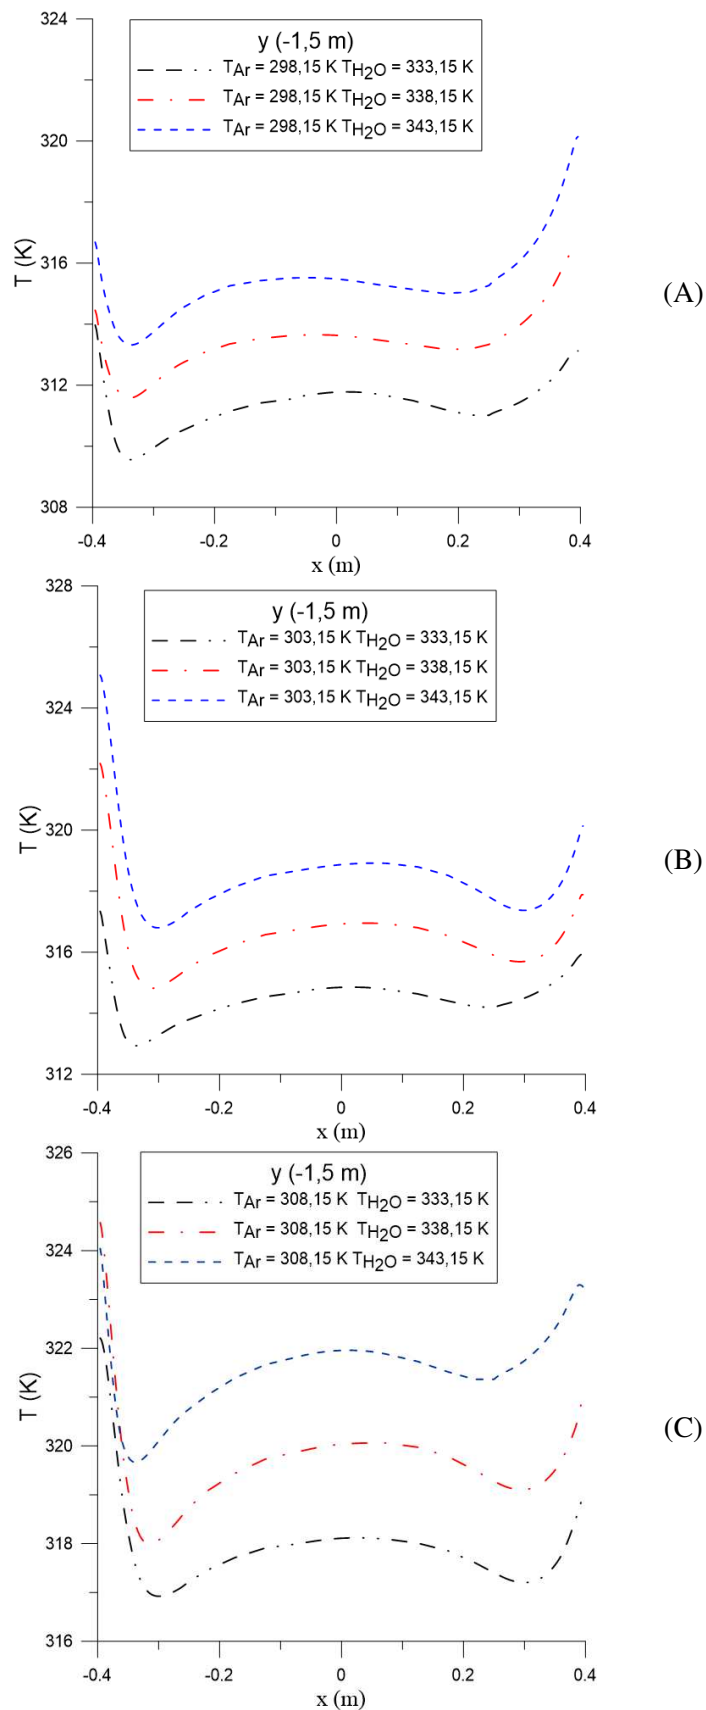 324
y (-1,5 m)
TAr = 298,15 K TH2O = 333,15 K
TAr = 298,15 K TH2O = 338,15 K
TAr = 298,15 K TH2O = 343,15 K
320
T (K)
316
(A)
312
308
-0.4 -0.2 0 0.2 0.4
x (m)
328
y (-1,5 m)
TAr = 303,15 K TH2O = 333,15 K
TAr = 303,15 K TH2O = 338,15 K
TAr = 303,15 K TH2O = 343,15 K
324
320
T (K)
(B)
316
312
-0.4 -0.2 0 0.2 0.4
x (m)
326
y (-1,5 m)
TAr = 308,15 K TH2O = 333,15 K
TAr = 308,15 K TH2O = 338,15 K
TAr = 308,15 K TH2O = 343,15 K
324
322
T (K)
(C)
320
318
316
-0.4 -0.2 0 0.2 0.4
x (m)